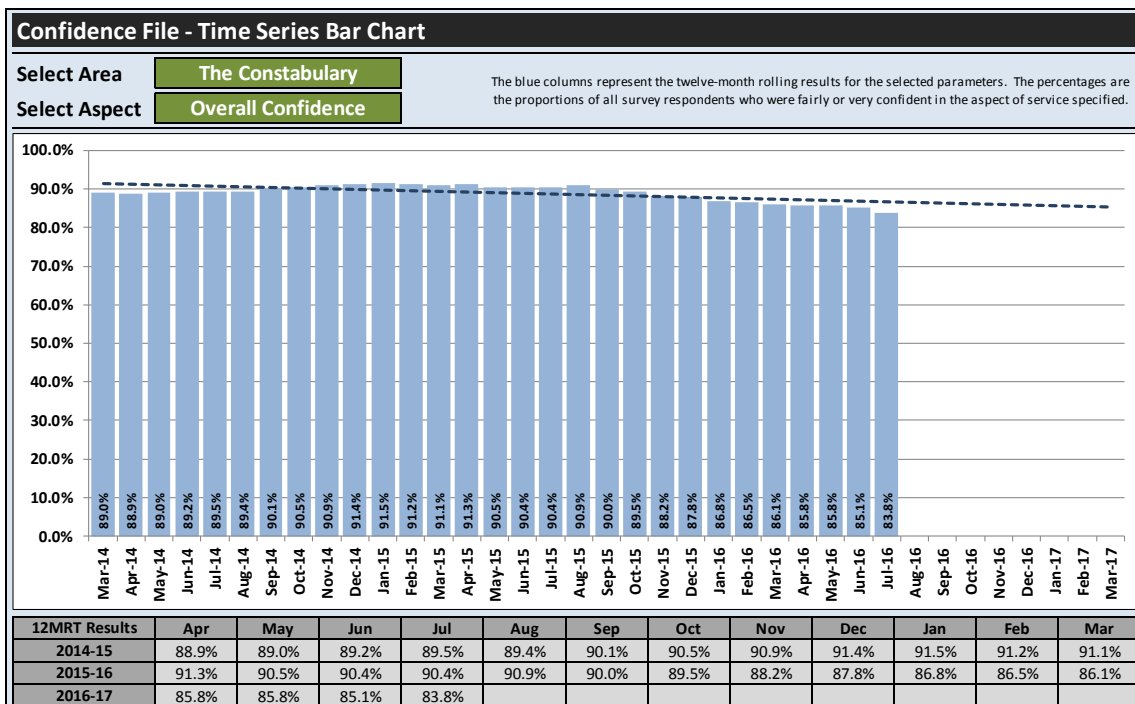 Confidence File - Time Series Bar Chart
Select Area The Constabulary
Select Aspect Overall Confidence
The blue columns represent the twelve-month rolling results for the selected parameters. The percentages are
the proportions of all survey respondents who were fairly or very confident in the aspect of service specified.
100.0%
90.0%
80.0%
70.0%
60.0%
50.0%
40.0%
30.0%
20.0%
10.0%
0.0%
89.0% 88.9% 89.0% 89.2% 89.5% 89.4% 90.1% 90.5% 90.9% 91.4% 91.5% 91.2% 91.1% 91.3% 90.5% 90.4% 90.4% 90.9% 90.0% 89.5% 88.2% 87.8% 86.8% 86.5% 86.1% 85.8% 85.8% 85.1% 83.8%
Mar-14 Apr-14 May-14 Jun-14 Jul-14 Aug-14 Sep-14 Oct-14 Nov-14 Dec-14 Jan-15 Feb-15 Mar-15 Apr-15 May-15 Jun-15 Jul-15 Aug-15 Sep-15 Oct-15 Nov-15 Dec-15 Jan-16 Feb-16 Mar-16 Apr-16 May-16 Jun-16 Jul-16 Aug-16 Sep-16 Oct-16 Nov-16 Dec-16 Jan-17 Feb-17 Mar-17
12MRT Results Apr May Jun Jul Aug Sep Oct Nov Dec Jan Feb Mar
2014-15 88.9% 89.0% 89.2% 89.5% 89.4% 90.1% 90.5% 90.9% 91.4% 91.5% 91.2% 91.1%
2015-16 91.3% 90.5% 90.4% 90.4% 90.9% 90.0% 89.5% 88.2% 87.8% 86.8% 86.5% 86.1%
2016-17 85.8% 85.8% 85.1% 83.8%